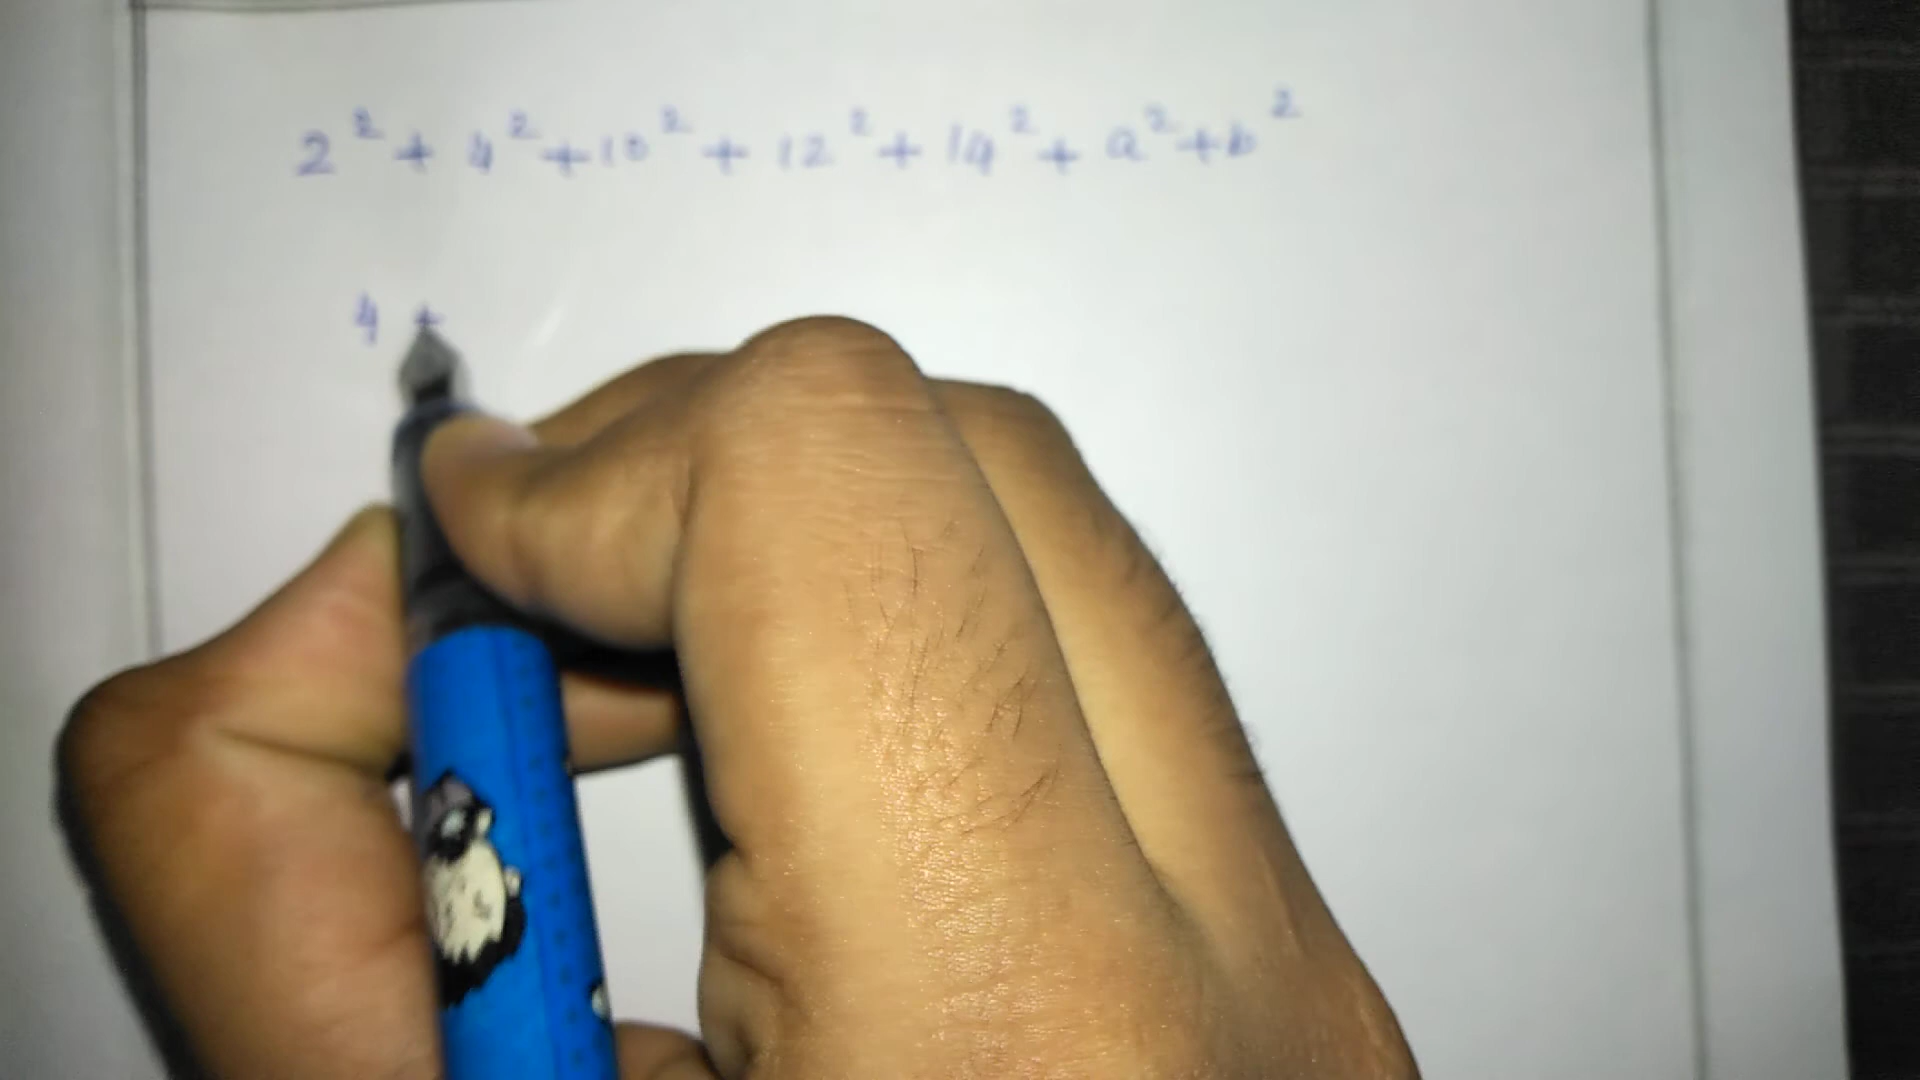 2² + 4² + 10² + 12² + 14² + a² + b²
4 +